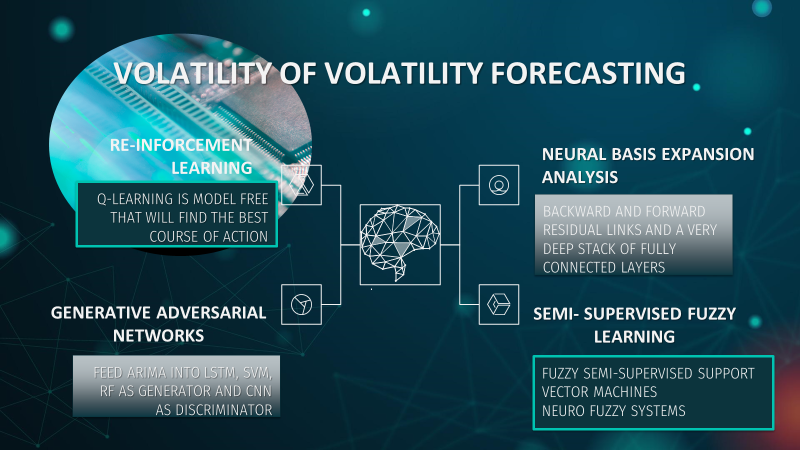 VOLATILITY OF VOLATILITY FORECASTING
RE-INFORCEMENT
LEARNING
Q-LEARNING IS MODEL FREE
THAT WILL FIND THE BEST
COURSE OF ACTION
NEURAL BASIS EXPANSION
ANALYSIS
BACKWARD AND FORWARD
RESIDUAL LINKS AND A VERY
DEEP STACK OF FULLY
CONNECTED LAYERS
GENERATIVE ADVERSARIAL
NETWORKS
FEED ARIMA INTO LSTM, SVM,
RF AS GENERATOR AND CNN
AS DISCRIMINATOR
SEMI- SUPERVISED FUZZY
LEARNING
FUZZY SEMI-SUPERVISED SUPPORT
VECTOR MACHINES
NEURO FUZZY SYSTEMS